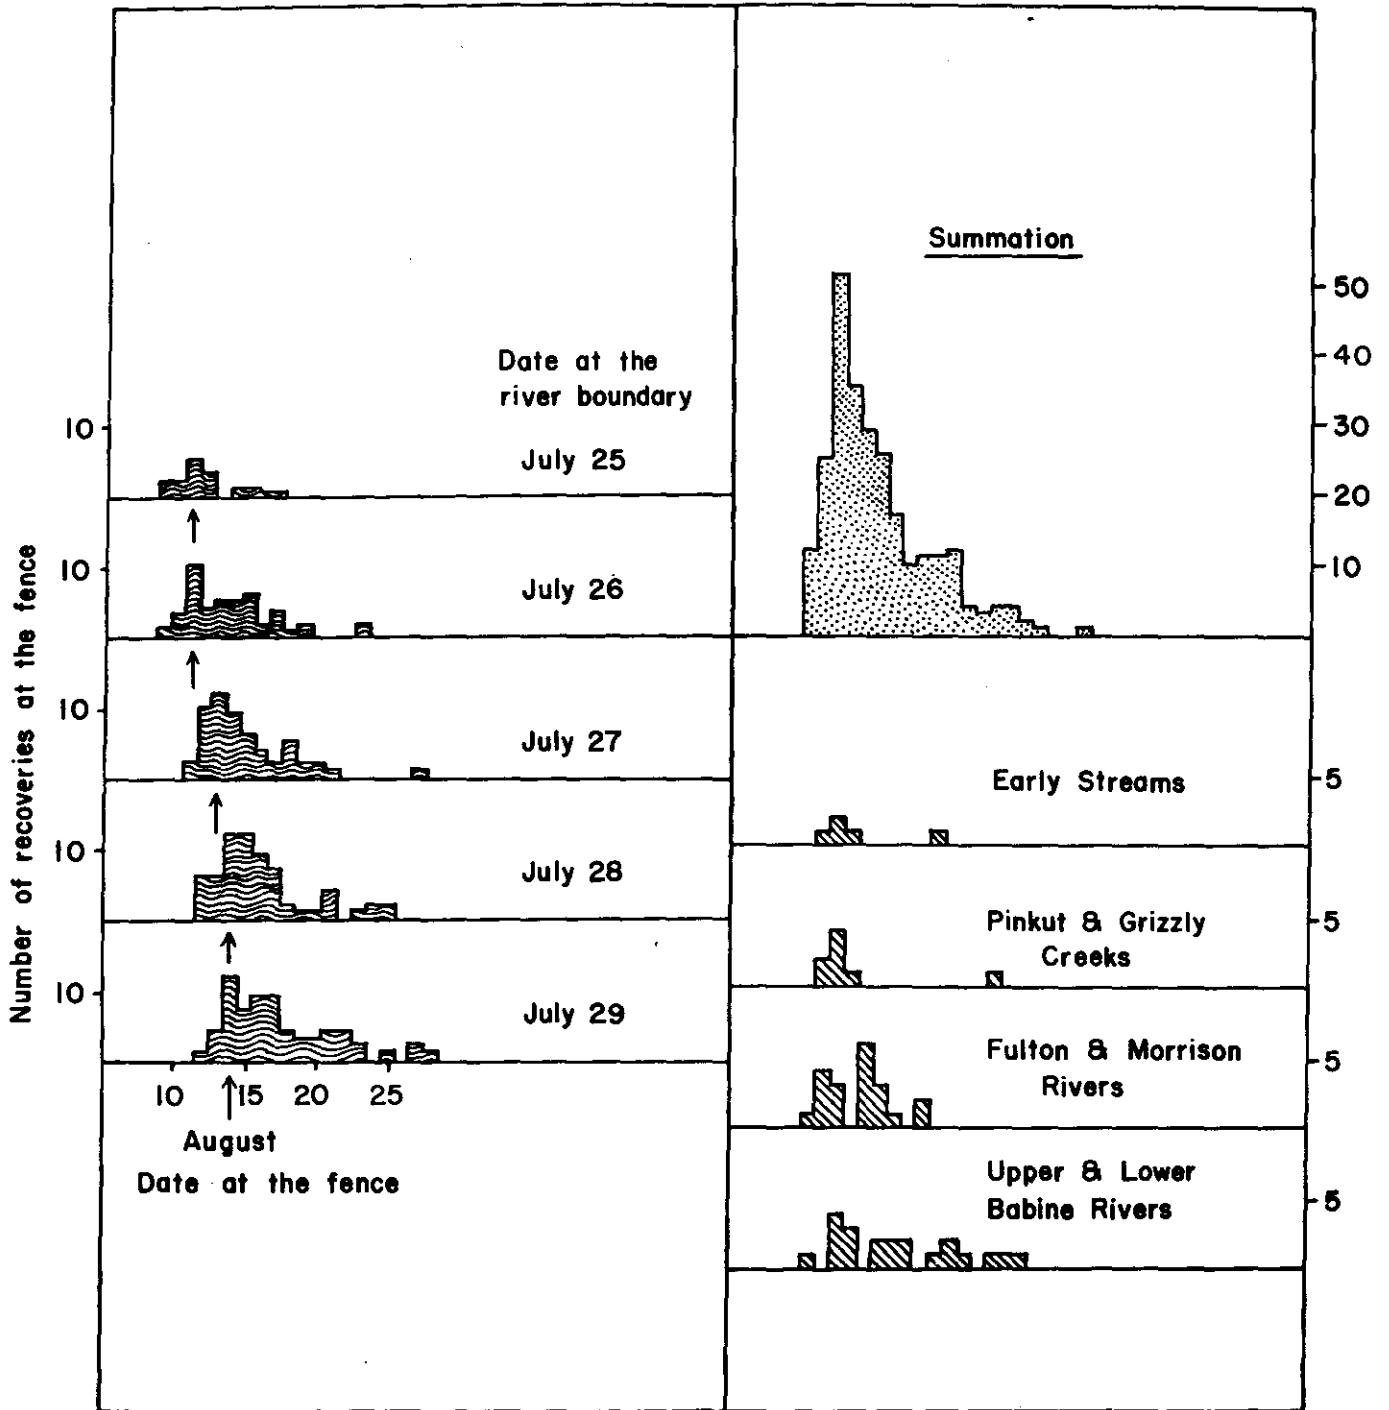 Number of recoveries at the fence
Date at the
river boundary
10
July 25
10
July 26
10
July 27
10
July 28
10
July 29
10 15 20 25
August
Date at the fence
Summation
50
40
30
20
10
Early Streams
5
Pinkut & Grizzly
Creeks
5
Fulton & Morrison
Rivers
5
Upper & Lower
Babine Rivers
5